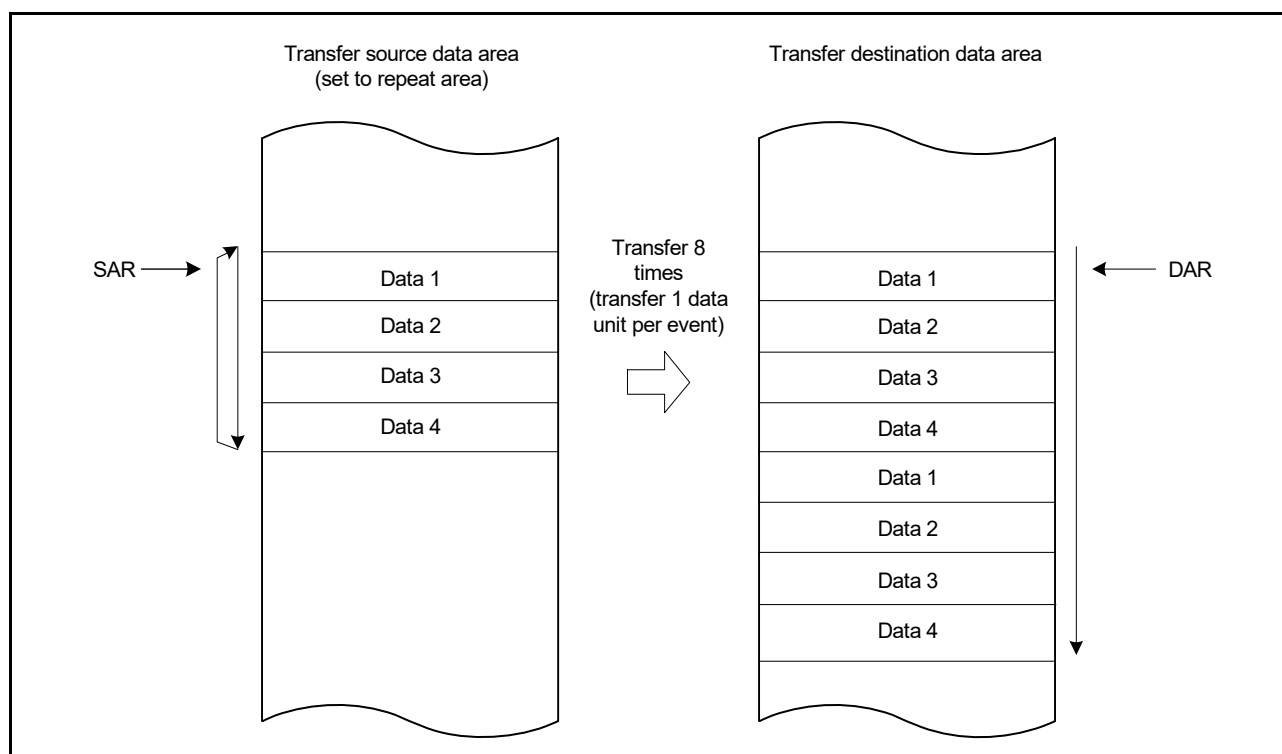 Transfer source data area
(set to repeat area)
Transfer destination data area
SAR
Data 1
Data 2
Data 3
Data 4
Transfer 8
times
(transfer 1 data
unit per event)
DAR
Data 1
Data 2
Data 3
Data 4
Data 1
Data 2
Data 3
Data 4